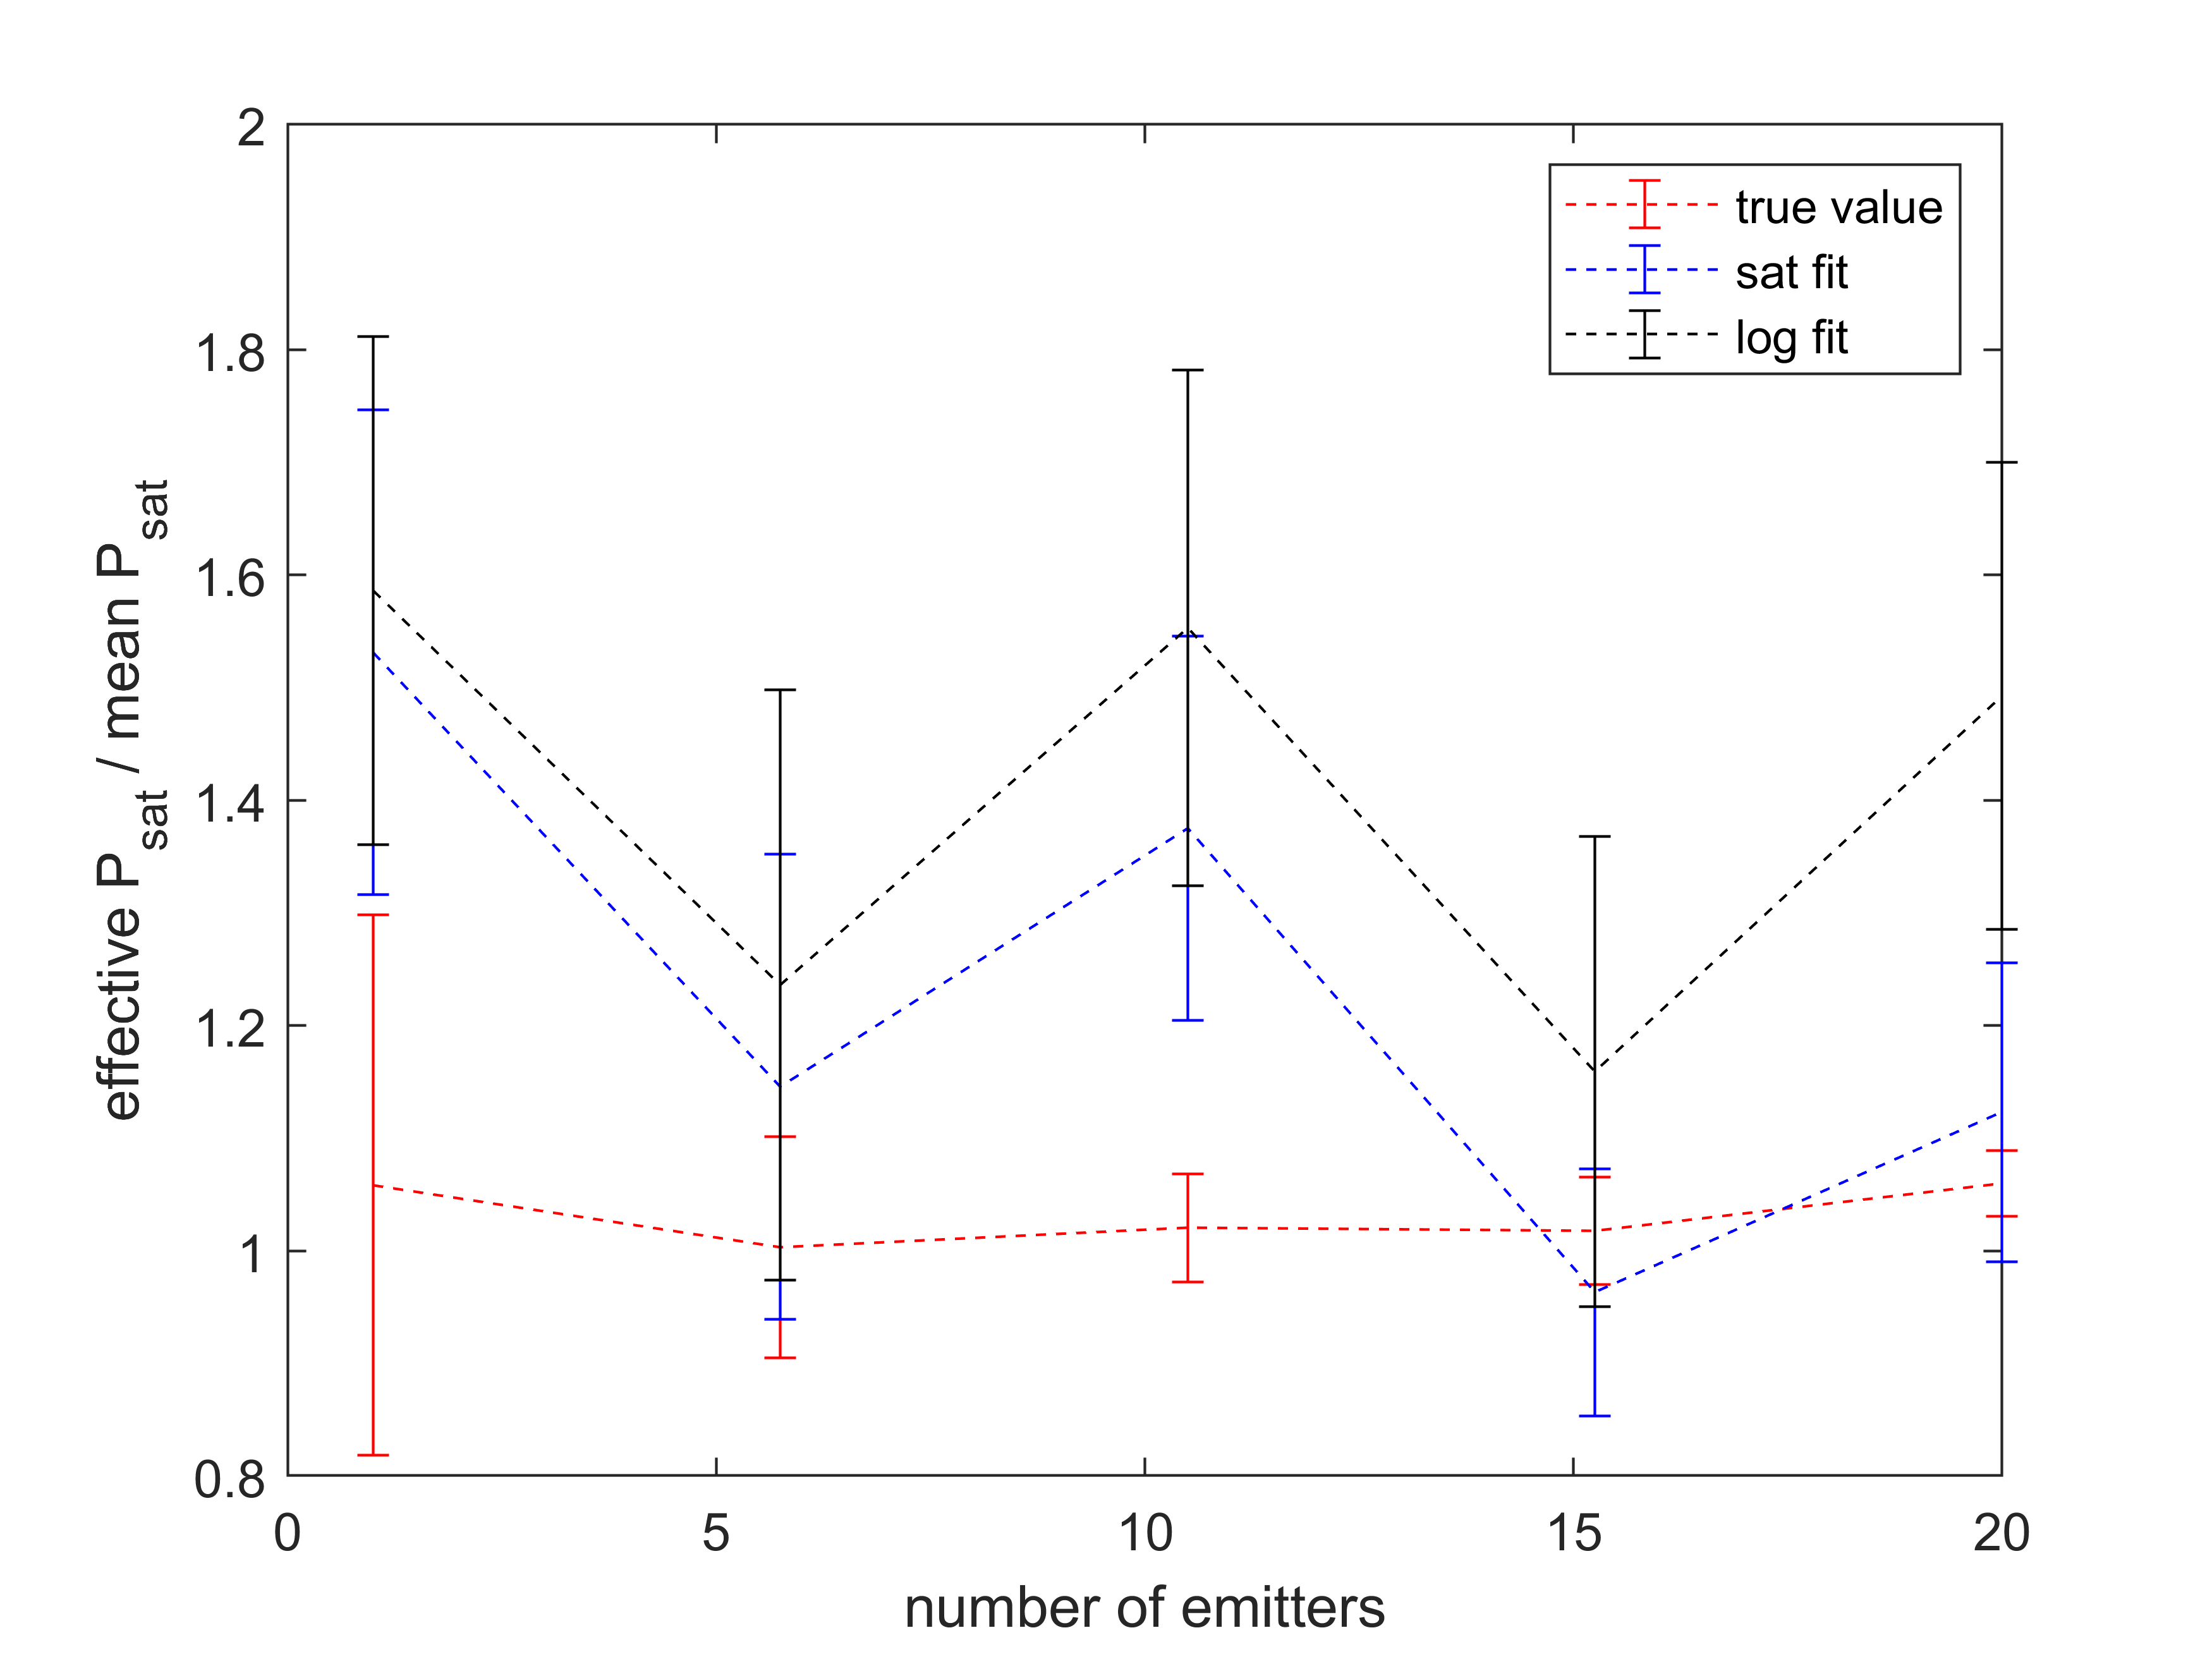 2
1.8
1.6
1.4
1.2
1
0.8
0
5
10
15
20
effective P_sat / mean P_sat
number of emitters
true value
sat fit
log fit